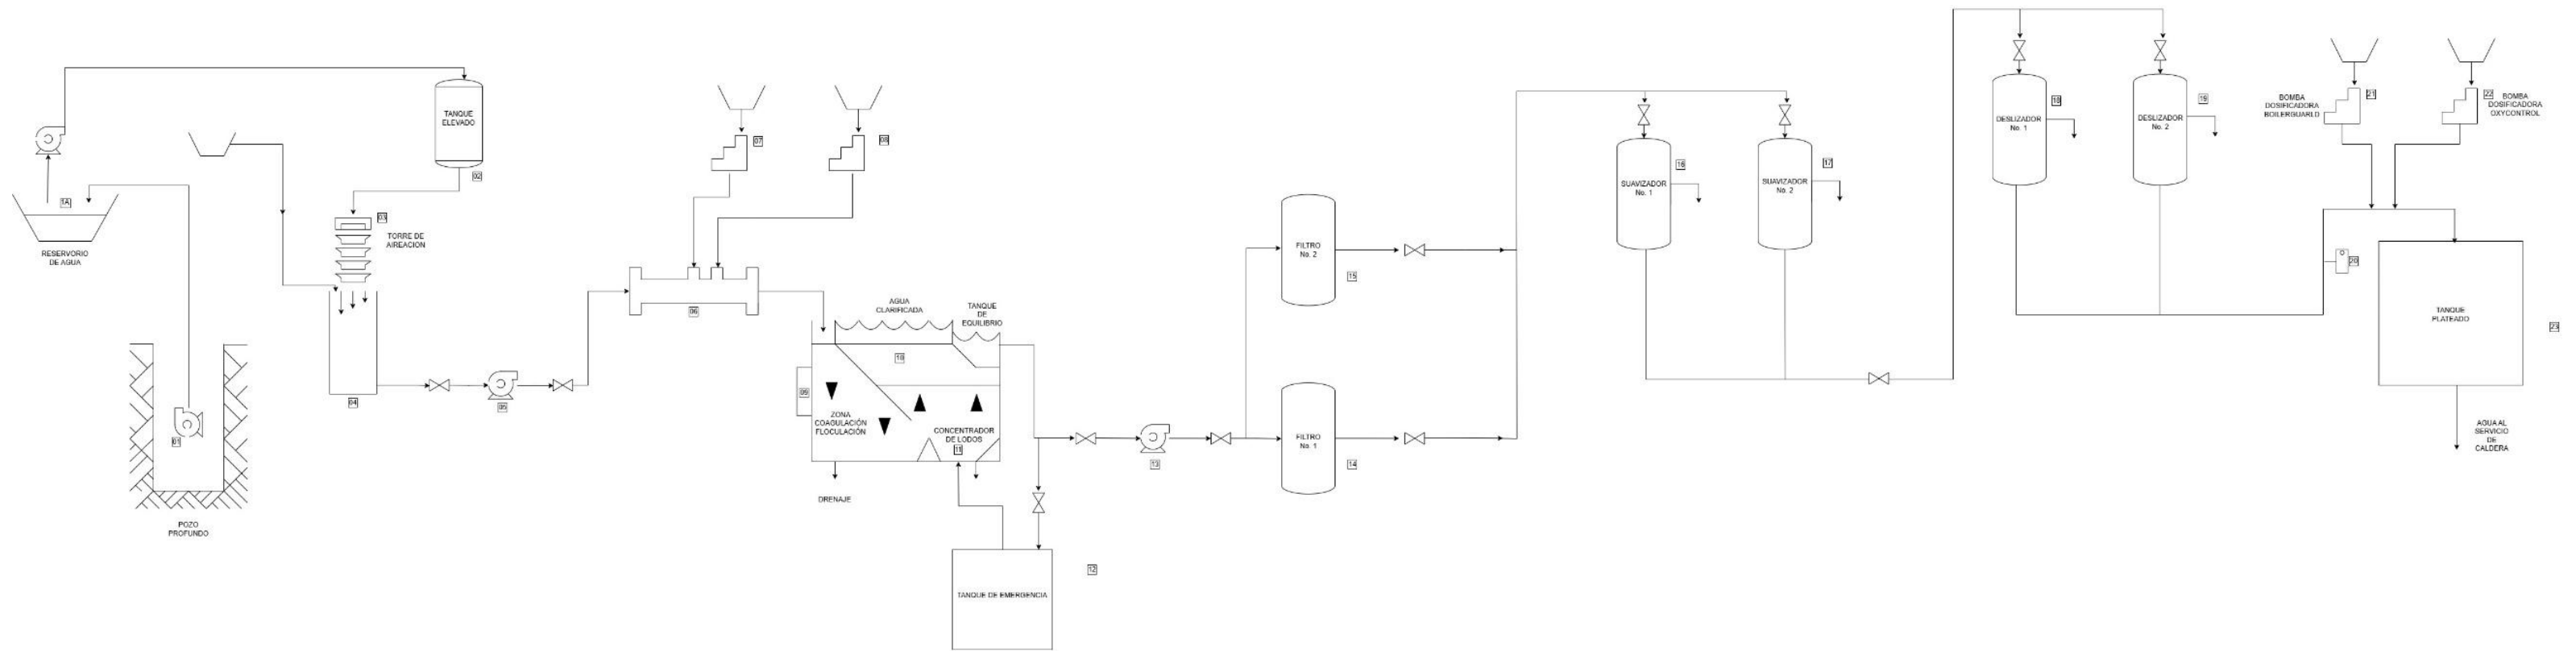 1A
RESERVORIO
DE AGUA
01
POZO
PROFUNDO
TANQUE
ELEVADO
02
03
TORRE DE
AIREACION
04
05
06
07
08
09
AGUA
CLARIFICADA
TANQUE
DE
EQUILIBRIO
10
ZONA
COAGULACIÓN
FLOCULACIÓN
CONCENTRADOR
DE LODOS
11
DRENAJE
TANQUE DE EMERGENCIA
12
13
FILTRO
No. 2
15
FILTRO
No. 1
14
SUAVIZADOR
No. 1
16
SUAVIZADOR
No. 2
17
DESLIZADOR
No. 1
18
DESLIZADOR
No. 2
19
BOMBA
DOSIFICADORA
BOILERGUARLD
21
22
BOMBA
DOSIFICADORA
OXYCONTROL
20
TANQUE
PLATEADO
23
AGUA AL
SERVICIO
DE
CALDERA